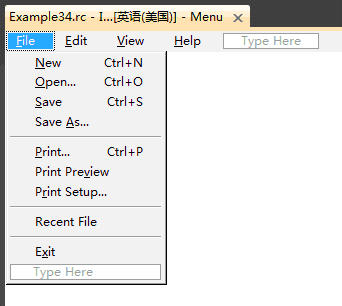 Example34.rc - I...[英语(美国)] - Menu
File Edit View Help Type Here
New Ctrl+N
Open... Ctrl+O
Save Ctrl+S
Save As...
Print... Ctrl+P
Print Preview
Print Setup...
Recent File
Exit
Type Here